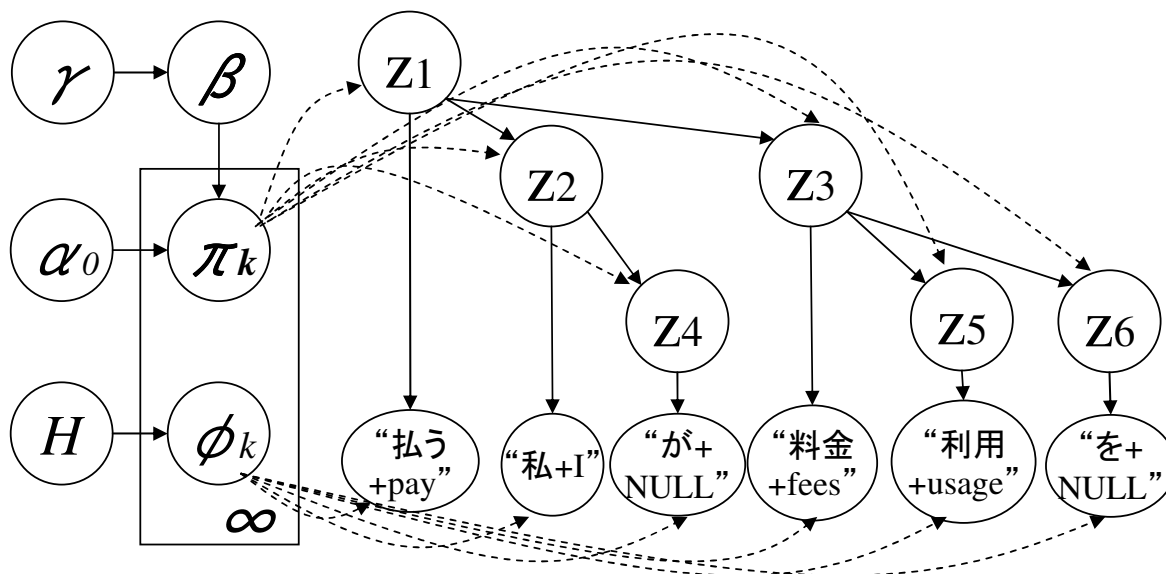 γ
β
Z1
Z2
Z3
α0
πk
Z4
Z5
Z6
H
ϕk
∞
“払う
+pay”
“私+I”
“が+
NULL”
“料金
+fees”
“利用
+usage”
“を+
NULL”